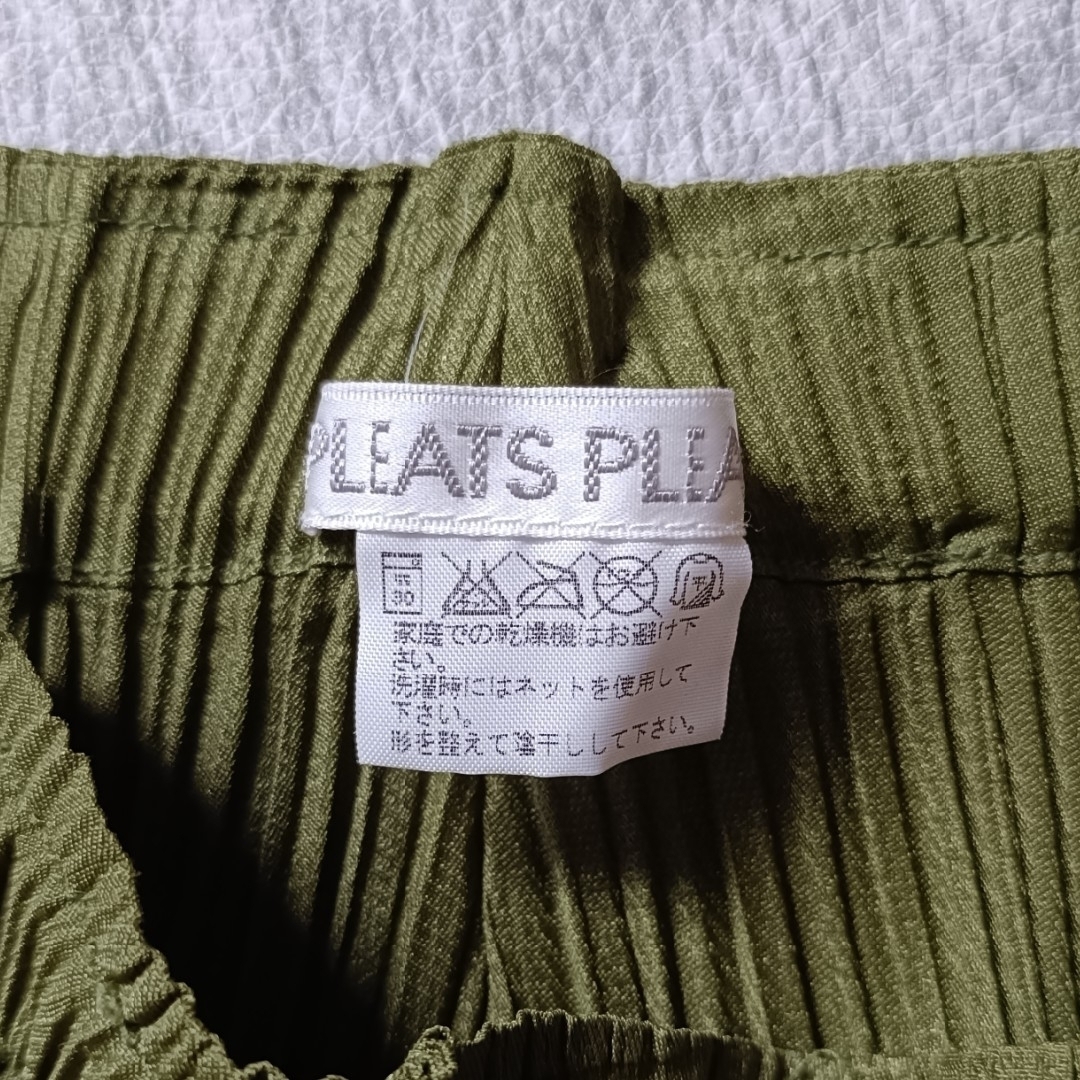 PLEATS PLEA
30
家庭での乾燥機はお避け下
さい。
洗濯時にはネットを使用して
下さい。
形を整えて陰干しして下さい。